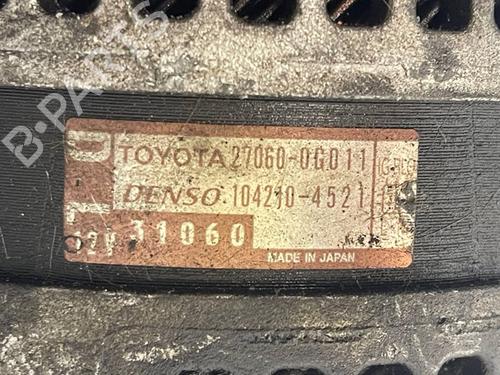 TOYOTA 27060-0G011
DENSO 104210-4521
12V 31060
MADE IN JAPAN
B-PARTS